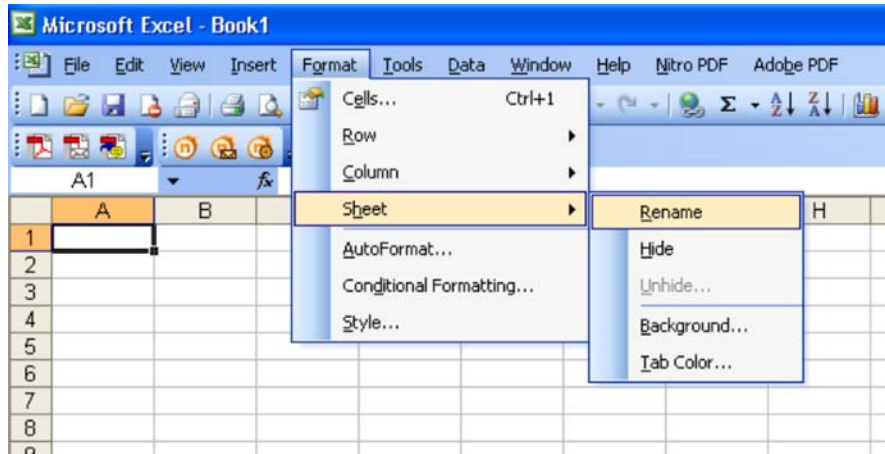 Microsoft Excel - Book1
File Edit View Insert Format Tools Data Window Help Nitro PDF Adobe PDF
Cells... Ctrl+1
Σ A Z Z A
Row
n
Column
A1 fx
Sheet
Rename
A B H
AutoFormat...
Hide
Conditional Formatting...
Unhide...
Style...
Background...
Tab Color...
1
2
3
4
5
6
7
8